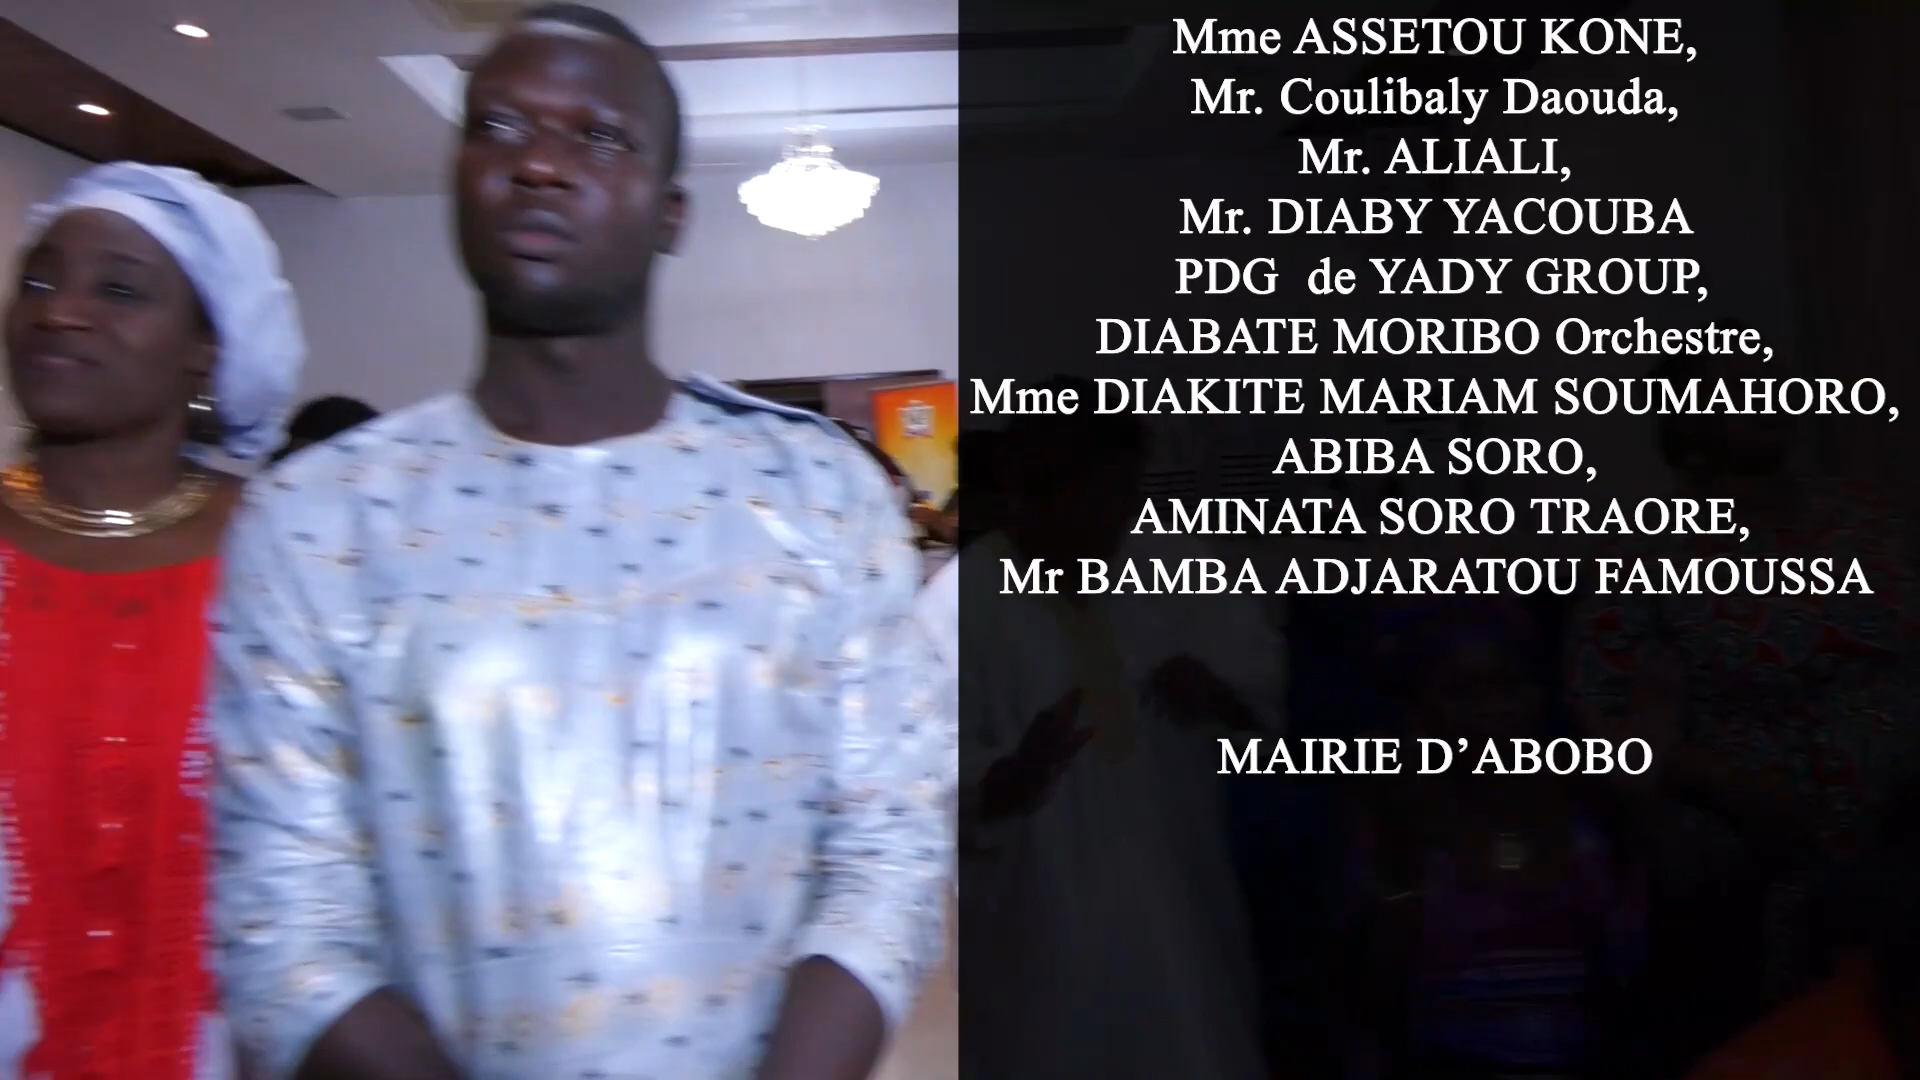 Mme ASSETOU KONE,
Mr. Coulibaly Daouda,
Mr. ALIALI,
Mr. DIABY YACOUBA
PDG  de YADY GROUP,
DIABATE MORIBO Orchestre,
Mme DIAKITE MARIAM SOUMAHORO,
ABIBA SORO,
AMINATA SORO TRAORE,
Mr BAMBA ADJARATOU FAMOUSSA
MAIRIE D’ABOBO